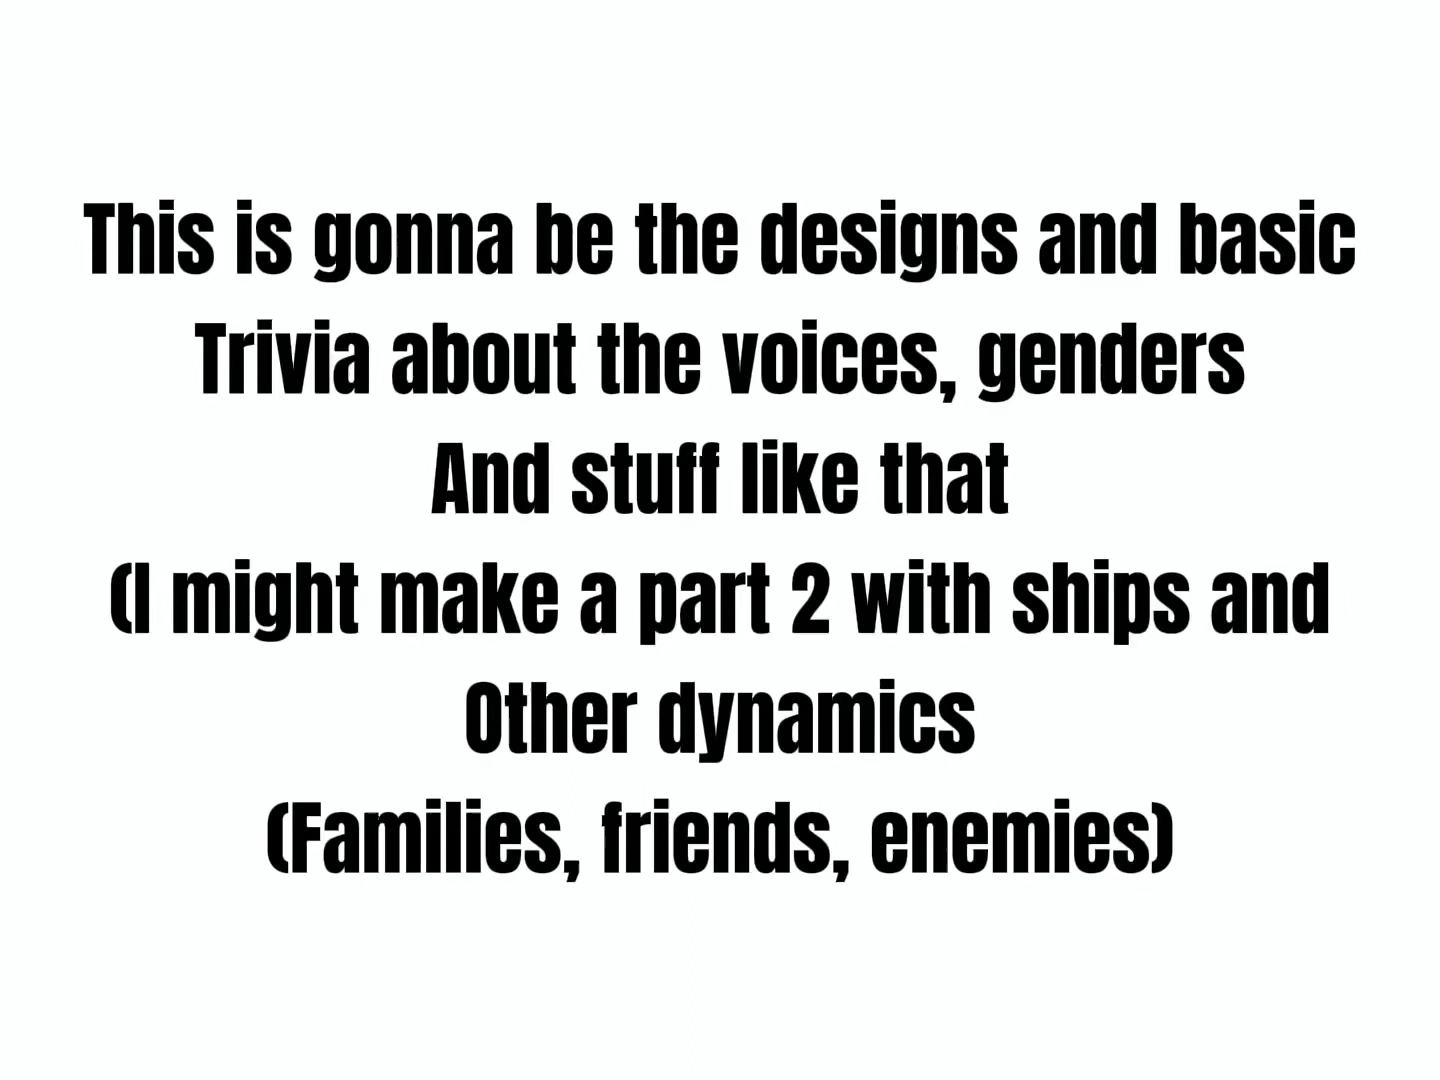 This is gonna be the designs and basic
Trivia about the voices, genders
And stuff like that
(I might make a part 2 with ships and
Other dynamics
(Families, friends, enemies)